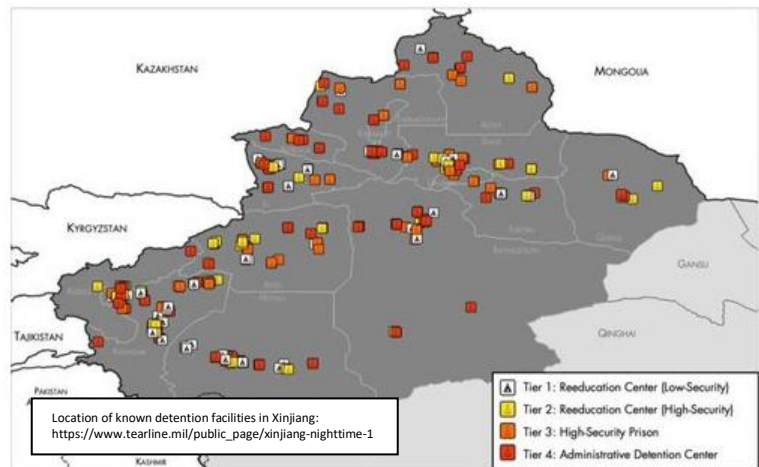 KAZAKHSTAN
MONGOLIA
KYRGYZSTAN
GANSU
QINGHAI
TAJIKISTAN
PAKISTAN
KASHMIR
Location of known detention facilities in Xinjiang:
https://www.tearline.mil/public_page/xinjiang-nighttime-1
Tier 1: Reeducation Center (Low-Security)
Tier 2: Reeducation Center (High-Security)
Tier 3: High-Security Prison
Tier 4: Administrative Detention Center